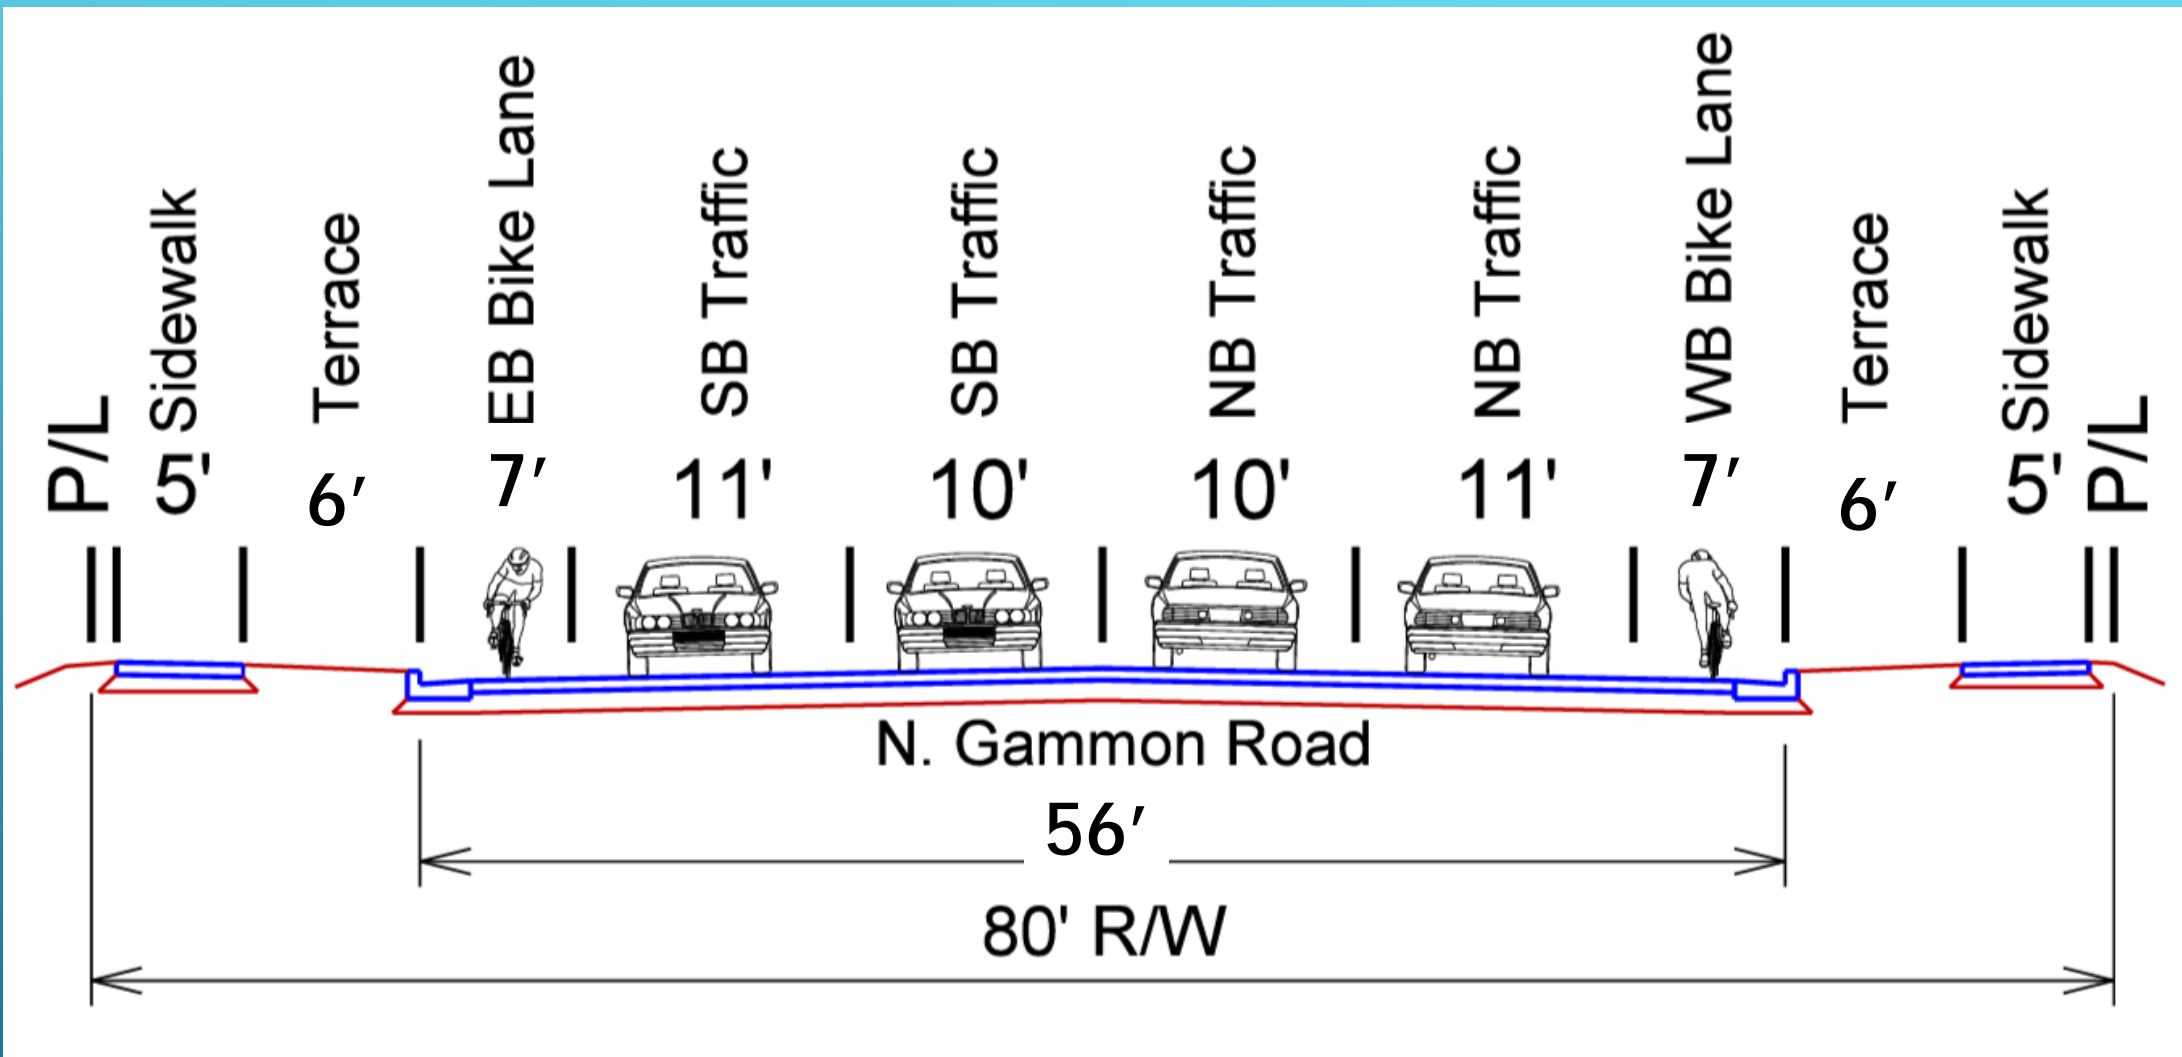 P/L
5' Sidewalk
6' Terrace
7' EB Bike Lane
11' SB Traffic
10' SB Traffic
10' NB Traffic
11' NB Traffic
7' WB Bike Lane
6' Terrace
5' Sidewalk
P/L
N. Gammon Road
56'
80' R/W